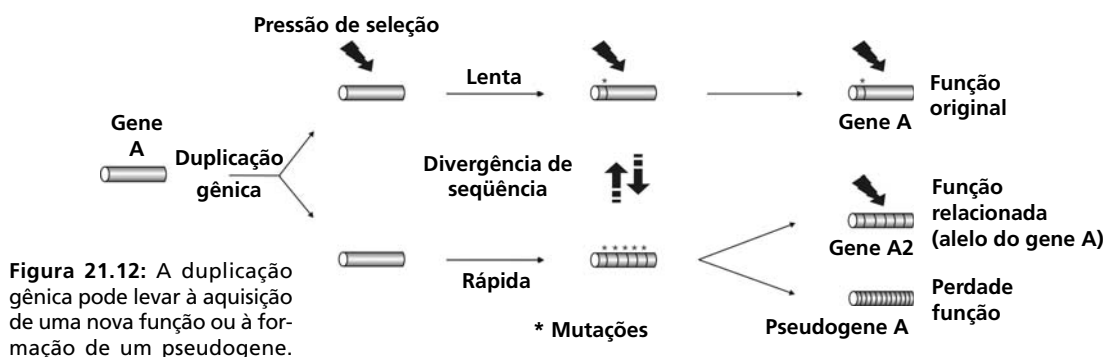 Pressão de seleção
Lenta
*
*
Gene A
Função
original
Gene
A
Duplicação
gênica
Divergência de
seqüência
Rápida
*****
* Mutações
Gene A2
Função
relacionada
(alelo do gene A)
Pseudogene A
Perdade
função
Figura 21.12: A duplicação
gênica pode levar à aquisição
de uma nova função ou à for-
mação de um pseudogene.